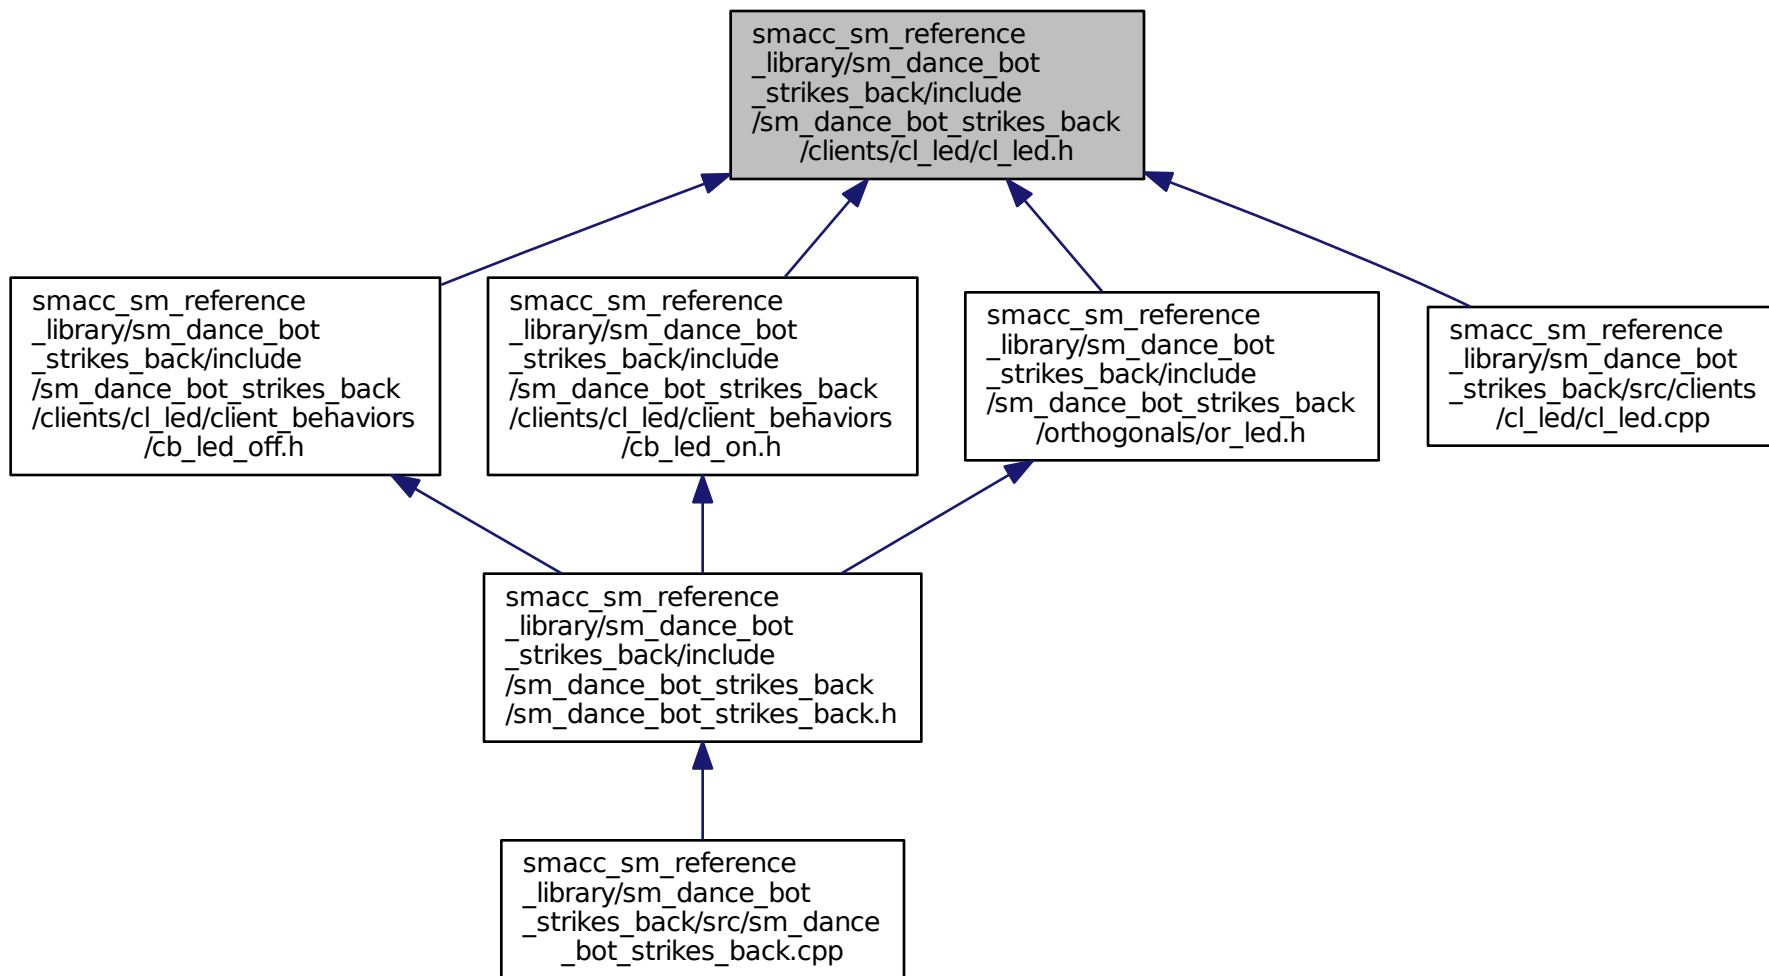 smacc_sm_reference
_library/sm_dance_bot
_strikes_back/include
/sm_dance_bot_strikes_back
/clients/cl_led/cl_led.h
smacc_sm_reference
_library/sm_dance_bot
_strikes_back/include
/sm_dance_bot_strikes_back
/clients/cl_led/client_behaviors
/cb_led_off.h
smacc_sm_reference
_library/sm_dance_bot
_strikes_back/include
/sm_dance_bot_strikes_back
/clients/cl_led/client_behaviors
/cb_led_on.h
smacc_sm_reference
_library/sm_dance_bot
_strikes_back/include
/sm_dance_bot_strikes_back
/orthogonals/or_led.h
smacc_sm_reference
_library/sm_dance_bot
_strikes_back/src/clients
/cl_led/cl_led.cpp
smacc_sm_reference
_library/sm_dance_bot
_strikes_back/include
/sm_dance_bot_strikes_back
/sm_dance_bot_strikes_back.h
smacc_sm_reference
_library/sm_dance_bot
_strikes_back/src/sm_dance
_bot_strikes_back.cpp